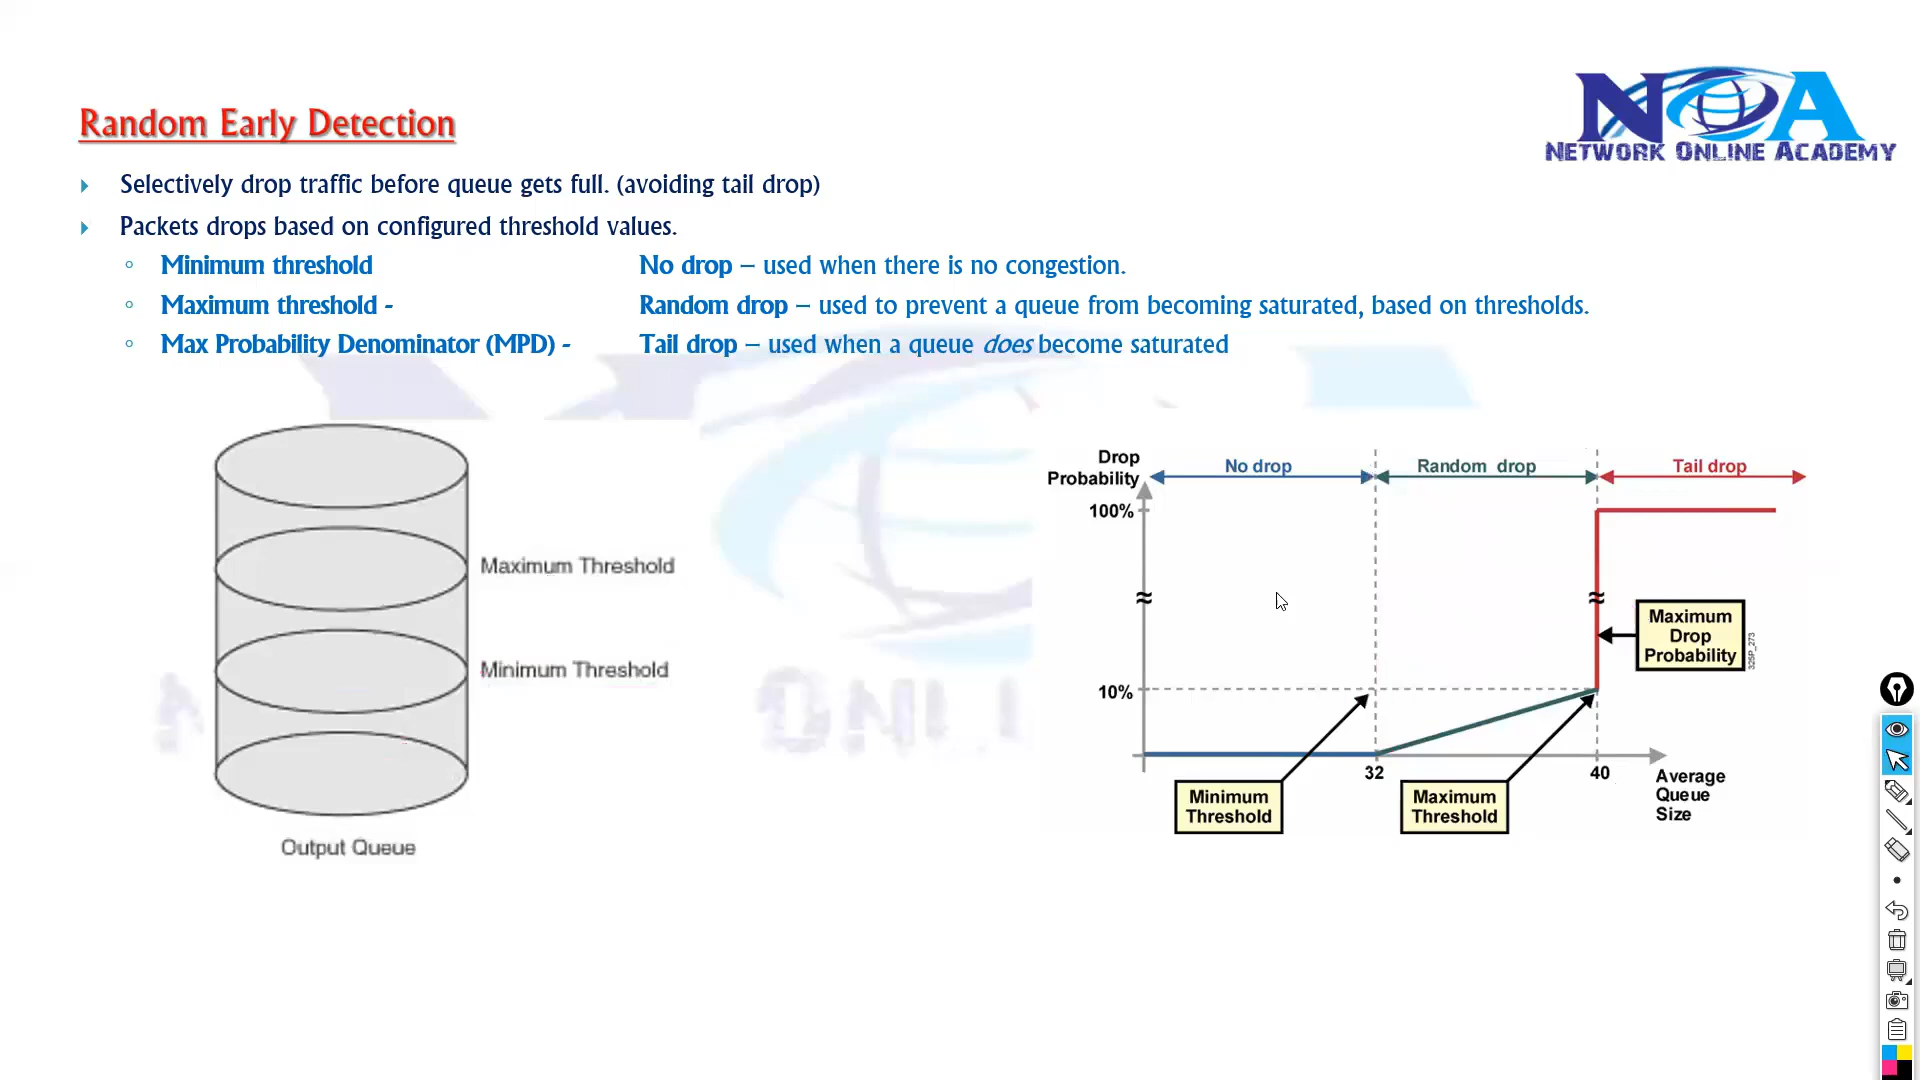 NOA
NETWORK ONLINE ACADEMY
Random Early Detection
Selectively drop traffic before queue gets full. (avoiding tail drop)
Packets drops based on configured threshold values.
Minimum threshold No drop – used when there is no congestion.
Maximum threshold - Random drop – used to prevent a queue from becoming saturated, based on thresholds.
Max Probability Denominator (MPD) - Tail drop – used when a queue does become saturated
Maximum Threshold
Minimum Threshold
Output Queue
Drop
Probability
No drop
Random drop
Tail drop
100%
≈ ≈
Maximum
Drop
Probability
325P_273
10%
32
40
Minimum
Threshold
Maximum
Threshold
Average
Queue
Size